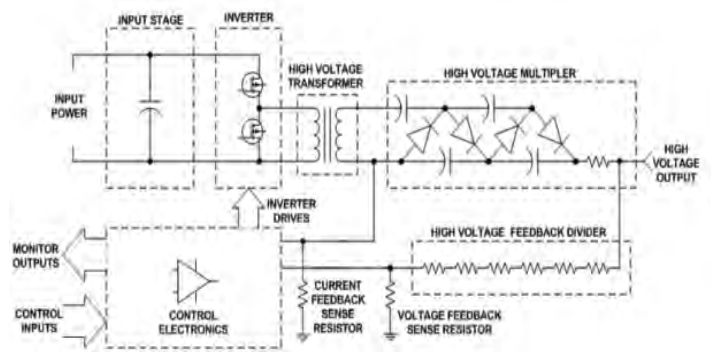 INPUT STAGE
INVERTER
HIGH VOLTAGE
TRANSFORMER
HIGH VOLTAGE MULTIPLER
INPUT
POWER
HIGH
VOLTAGE
OUTPUT
INVERTER
DRIVES
HIGH VOLTAGE FEEDBACK DIVIDER
MONITOR
OUTPUTS
CONTROL
INPUTS
CONTROL
ELECTRONICS
CURRENT
FEEDBACK
SENSE
RESISTOR
VOLTAGE FEEDBACK
SENSE RESISTOR